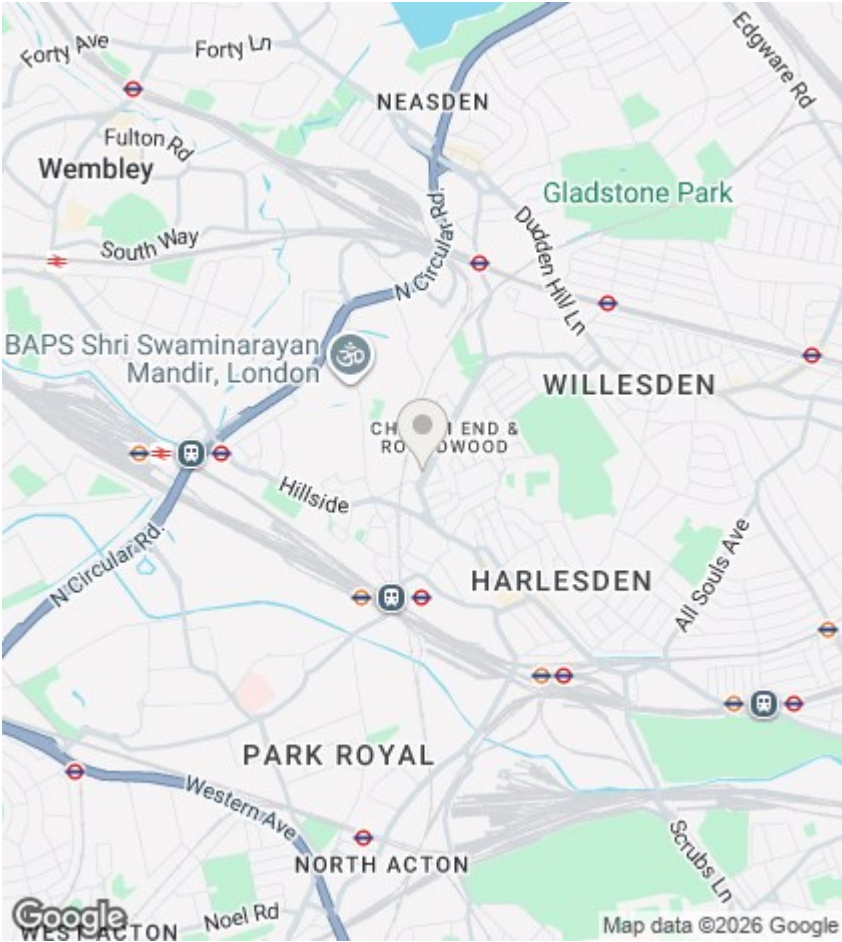 Forty Ave
Forty Ln
Edgware Rd
NEASDEN
Fulton Rd
Wembley
Gladstone Park
South Way
Dudden Hill Ln
N Circular Rd.
BAPS Shri Swaminarayan
Mandir, London
ॐ
WILLESDEN
END &
Hillside
N Circular Rd.
HARLESDEN
All Souls Ave
PARK ROYAL
Western Ave
NORTH ACTON
Scrubs Ln
Google
WEST ACTON
Noel Rd
Map data ©2026 Google